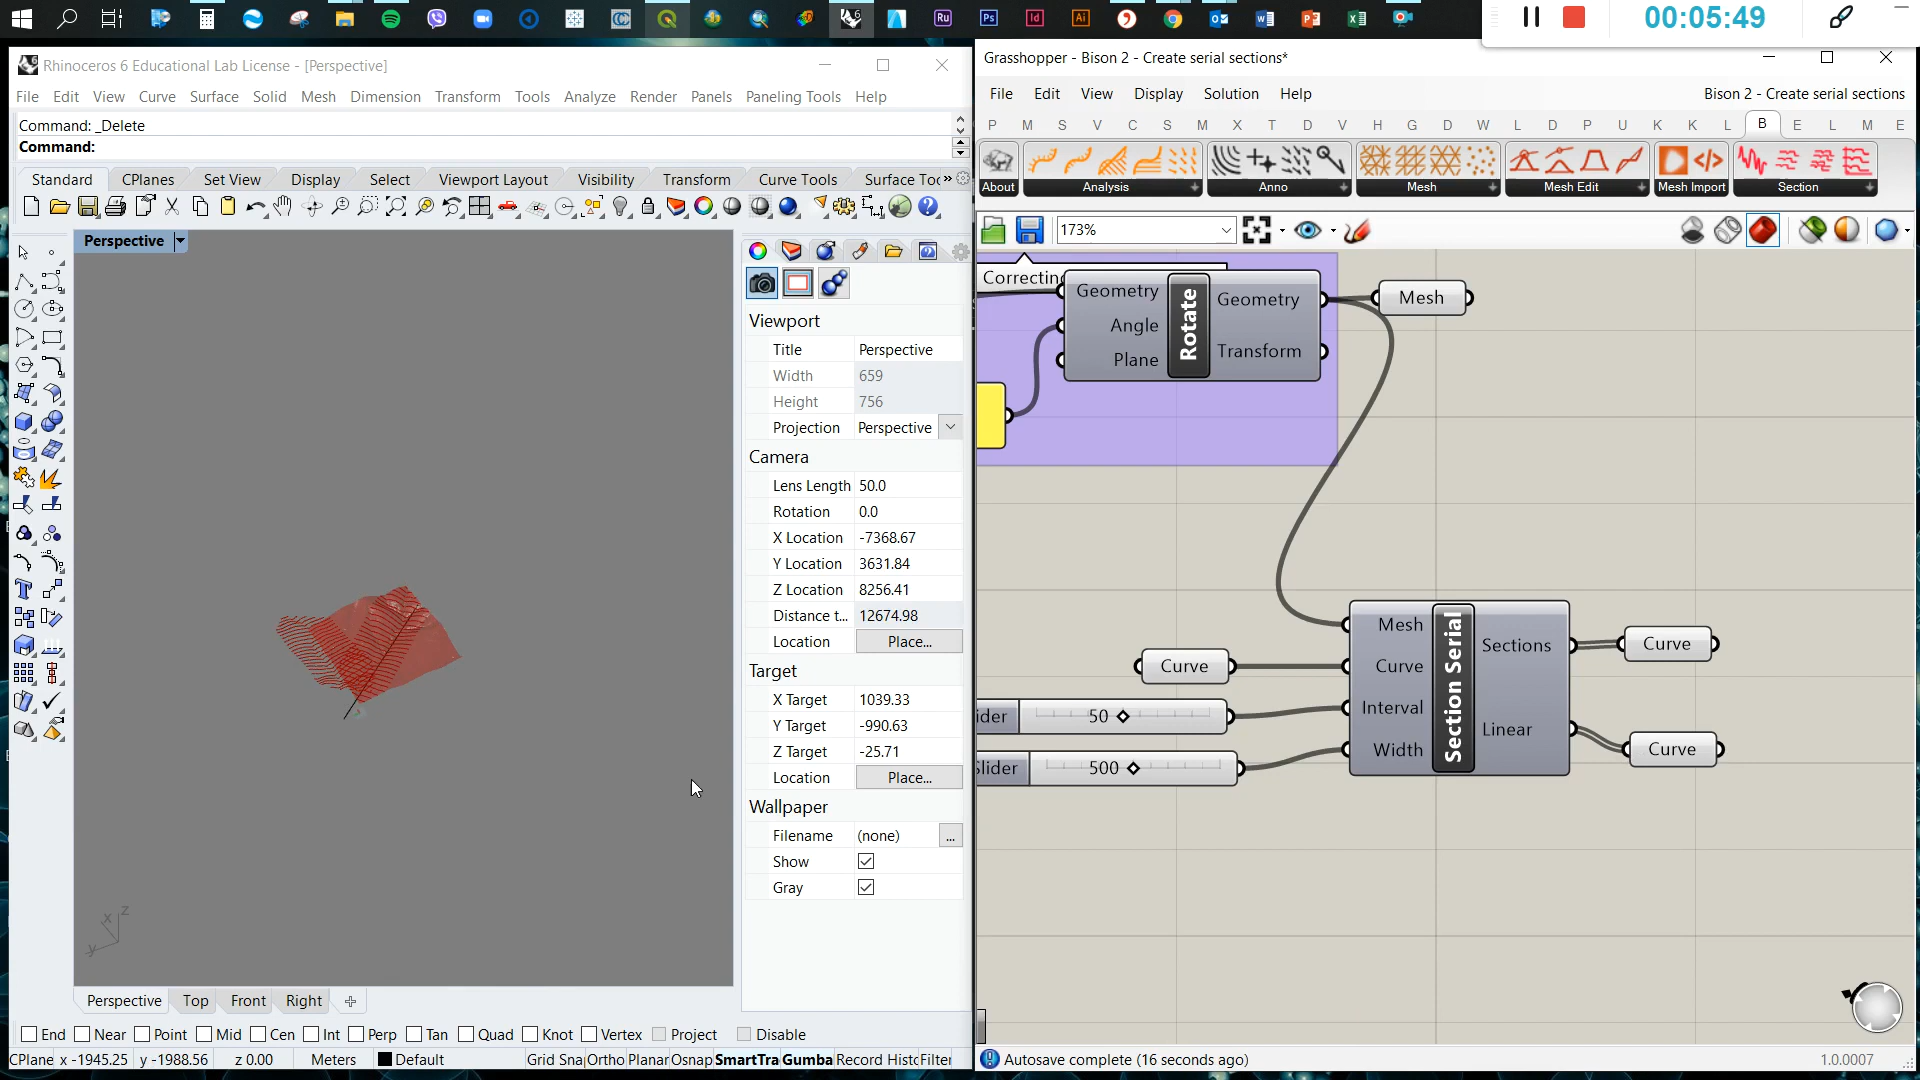 00:05:49
Rhinoceros 6 Educational Lab License - [Perspective]
File Edit View Curve Surface Solid Mesh Dimension Transform Tools Analyze Render Panels Paneling Tools Help
Command: _Delete
Command:
Standard CPlanes Set View Display Select Viewport Layout Visibility Transform Curve Tools Surface Toc »
Perspective
Viewport
Title Perspective
Width 659
Height 756
Projection Perspective
Camera
Lens Length 50.0
Rotation 0.0
X Location -7368.67
Y Location 3631.84
Z Location 8256.41
Distance t... 12674.98
Location Place...
Target
X Target 1039.33
Y Target -990.63
Z Target -25.71
Location Place...
Wallpaper
Filename (none) ...
Show
Gray
z
x
y
Perspective Top Front Right
End Near Point Mid Cen Int Perp Tan Quad Knot Vertex Project Disable
CPlane x -1945.25 y -1988.56 z 0.00 Meters Default Grid Sna Ortho Planar Osnap SmartTra Gumba Record Histo Filter
Grasshopper - Bison 2 - Create serial sections*
File Edit View Display Solution Help Bison 2 - Create serial sections
P M S V C S M X T D V H G D W L D P U K K L B E L M E
About Analysis Anno Mesh Mesh Edit Mesh Import Section
173%
Correcting
Geometry Angle Plane Rotate Geometry Transform
Mesh
Curve
ider 50
lider 500
Mesh Curve Interval Width Section Serial Sections Linear
Curve
Curve
Autosave complete (16 seconds ago) 1.0.0007